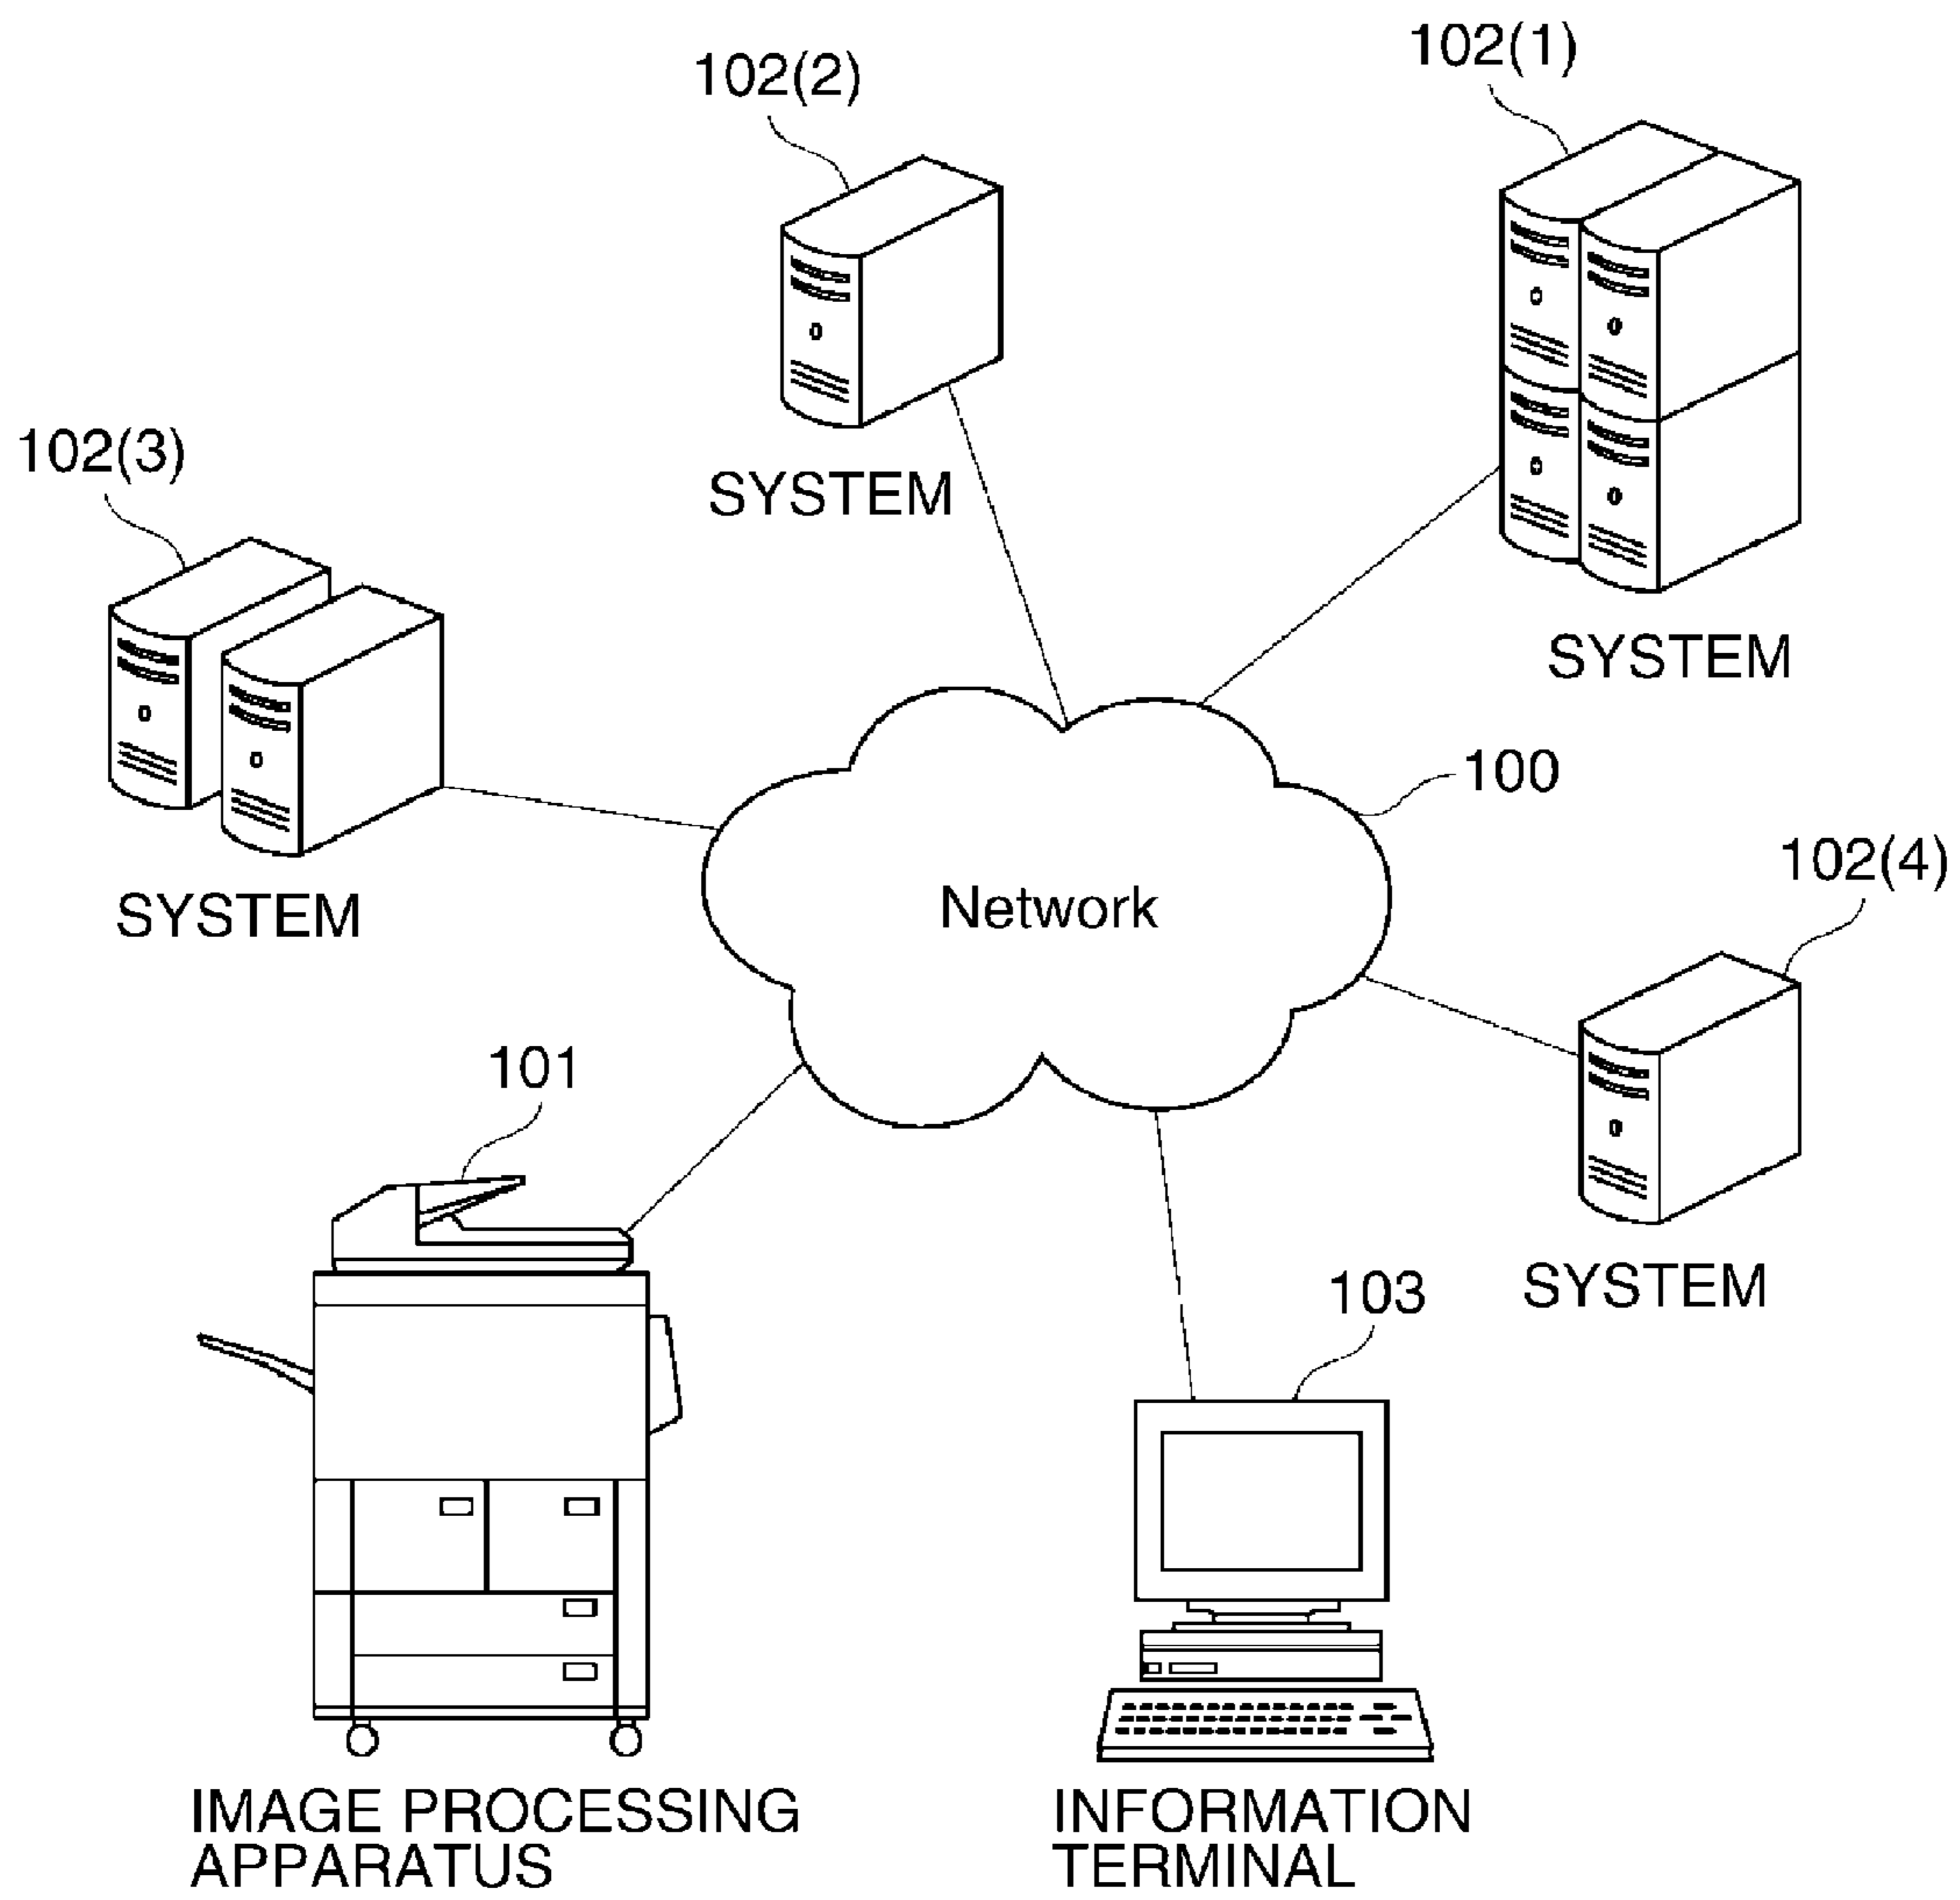 102(1)
102(2)
102(3)
SYSTEM
SYSTEM
100
102(4)
SYSTEM
Network
101
103
SYSTEM
IMAGE PROCESSING
APPARATUS
INFORMATION
TERMINAL